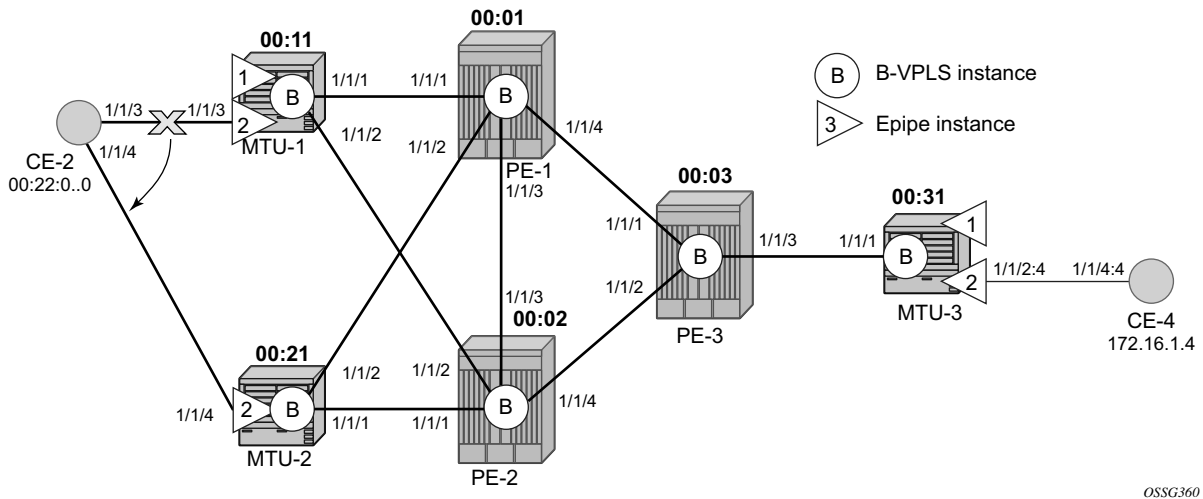 00:01
00:11
1
B
2
MTU-1
1/1/3
1/1/3
1/1/4
CE-2
00:22:0..0
1/1/1
1/1/1
1/1/2
1/1/2
B
PE-1
1/1/3
1/1/4
B
B-VPLS instance
3
Epipe instance
00:03
1/1/1
B
1/1/2
PE-3
1/1/3
1/1/1
00:31
B
1
2
MTU-3
1/1/2:4
1/1/4:4
CE-4
172.16.1.4
1/1/3
00:02
00:21
1/1/4
2
B
MTU-2
1/1/2
1/1/1
1/1/2
1/1/1
B
PE-2
1/1/4
OSSG360